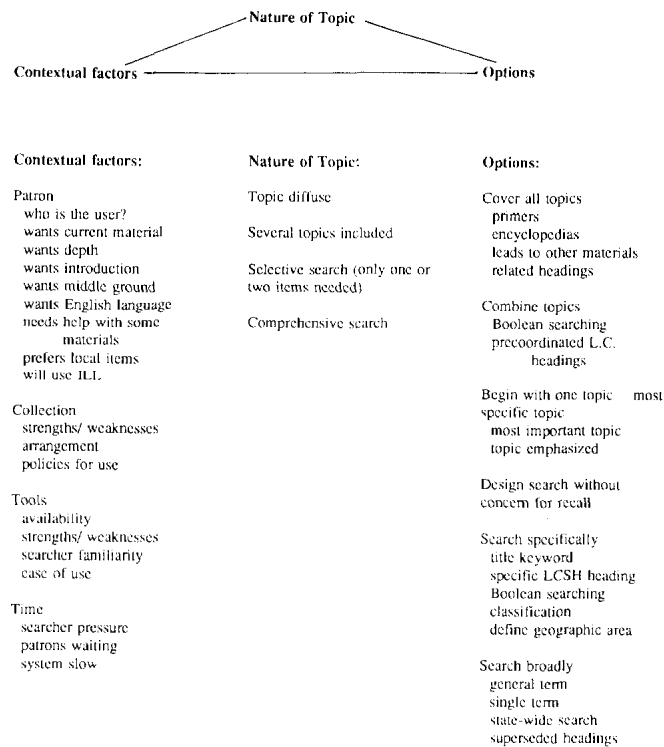 Nature of Topic
Contextual factors
Options
Contextual factors:
Patron
who is the user?
wants current material
wants depth
wants introduction
wants middle ground
wants English language
needs help with some
materials
prefers local items
will use ILL
Collection
strengths/ weaknesses
arrangement
policies for use
Tools
availability
strengths/ weaknesses
searcher familiarity
ease of use
Time
searcher pressure
patrons waiting
system slow
Nature of Topic:
Topic diffuse
Several topics included
Selective search (only one or
two items needed)
Comprehensive search
Options:
Cover all topics
primers
encyclopedias
leads to other materials
related headings
Combine topics
Boolean searching
precoordinated L.C.
headings
Begin with one topic most
specific topic
most important topic
topic emphasized
Design search without
concern for recall
Search specifically
title keyword
specific LCSH heading
Boolean searching
classification
define geographic area
Search broadly
general term
single term
state-wide search
superseded headings